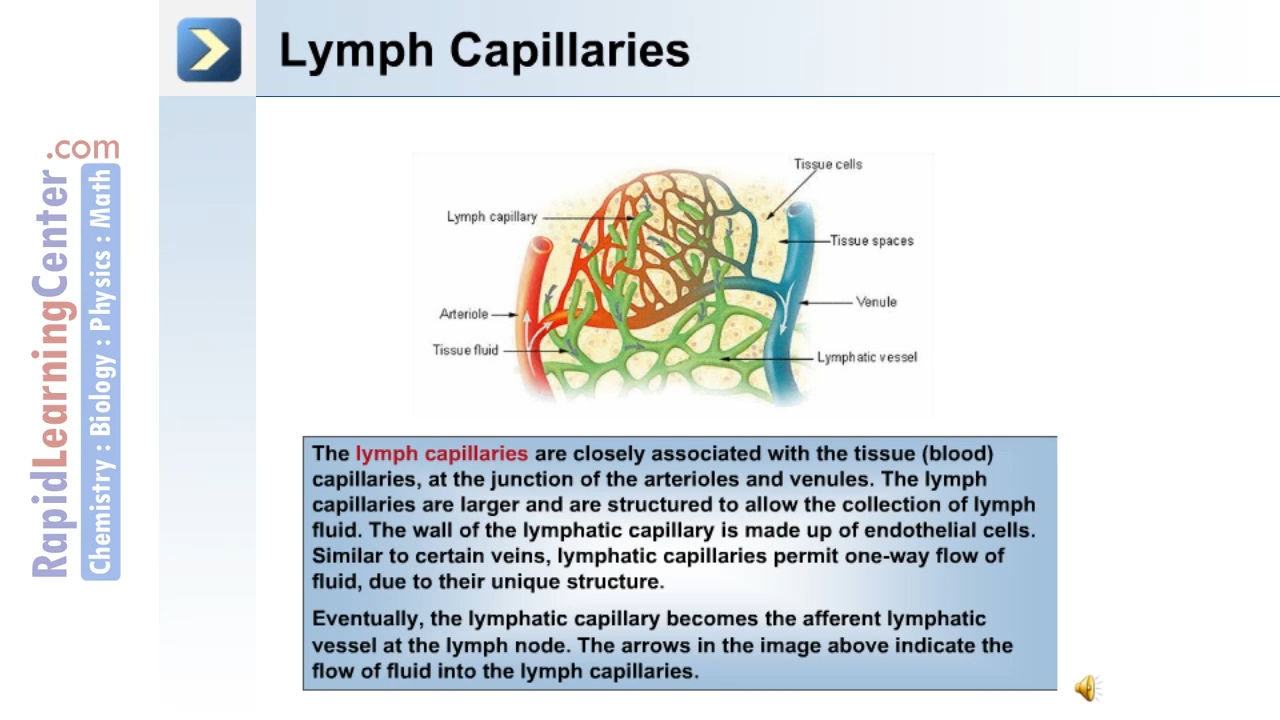 Lymph Capillaries
Tissue cells
Lymph capillary
Tissue spaces
Arteriole
Venule
Tissue fluid
Lymphatic vessel
The lymph capillaries are closely associated with the tissue (blood)
capillaries, at the junction of the arterioles and venules. The lymph
capillaries are larger and are structured to allow the collection of lymph
fluid. The wall of the lymphatic capillary is made up of endothelial cells.
Similar to certain veins, lymphatic capillaries permit one-way flow of
fluid, due to their unique structure.
Eventually, the lymphatic capillary becomes the afferent lymphatic
vessel at the lymph node. The arrows in the image above indicate the
flow of fluid into the lymph capillaries.
RapidLearningCenter.com
Chemistry : Biology : Physics : Math